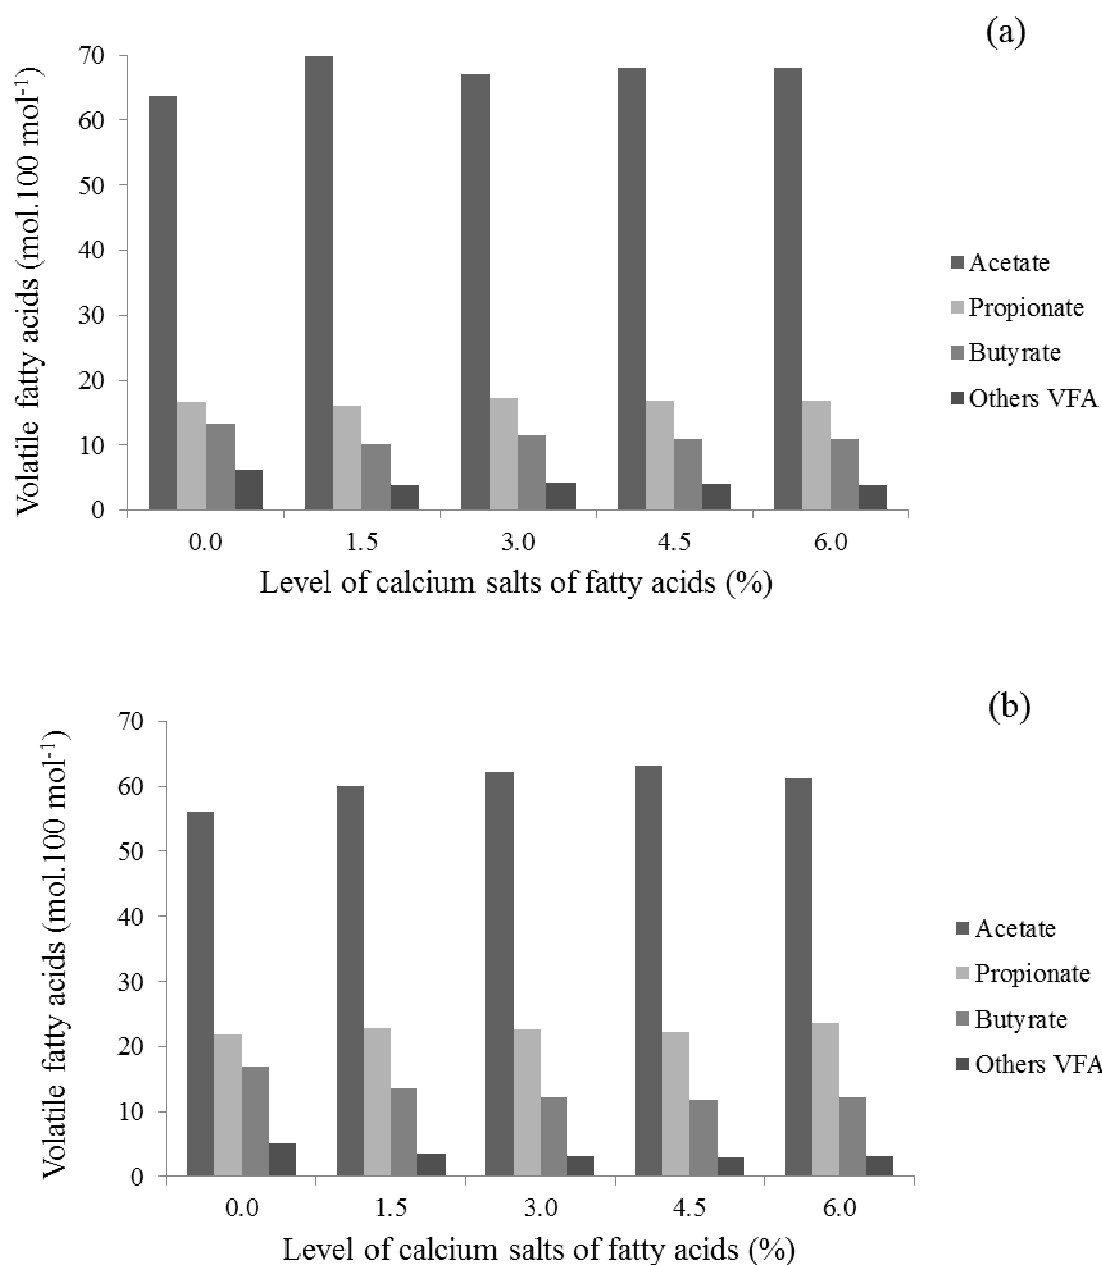 (a)
Volatile fatty acids (mol.100 mol-1)
70
60
50
40
30
20
10
0
0.0 1.5 3.0 4.5 6.0
Level of calcium salts of fatty acids (%)
Acetate
Propionate
Butyrate
Others VFA
(b)
Volatile fatty acids (mol.100 mol-1)
70
60
50
40
30
20
10
0
0.0 1.5 3.0 4.5 6.0
Level of calcium salts of fatty acids (%)
Acetate
Propionate
Butyrate
Others VFA